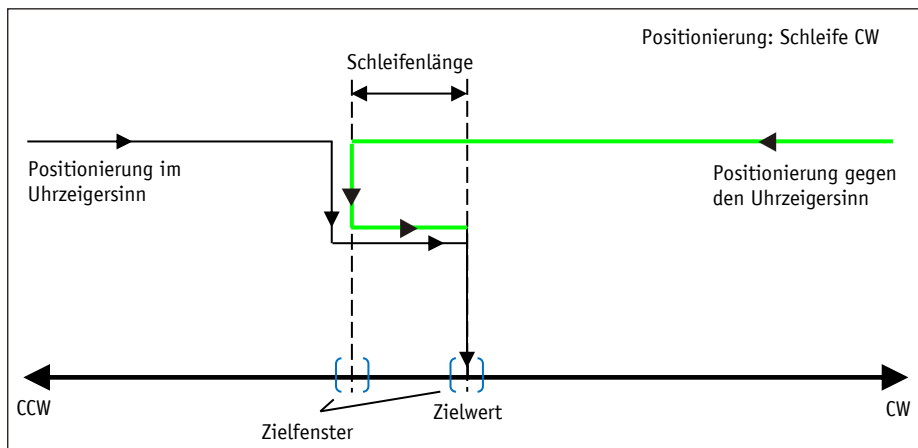 Positionierung: Schleife CW
Schleifenlänge
Positionierung im
Uhrzeigersinn
Positionierung gegen
den Uhrzeigersinn
CCW
Zielfenster
Zielwert
CW